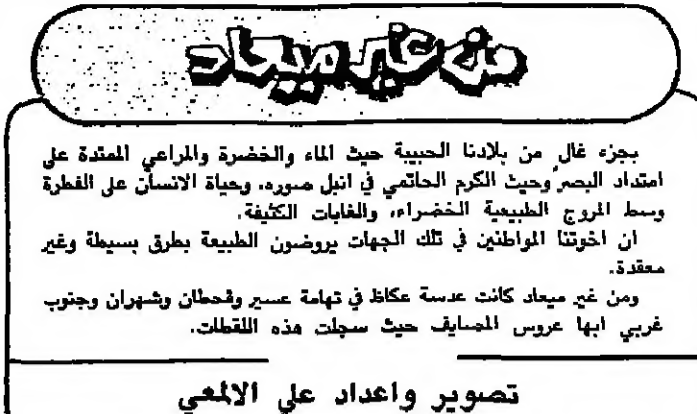 من غير ميعاد
بجزء غال من بلادنا الحبيبة حيث الماء والخضرة والمراعي الممتدة على
امتداد البصر وحيث الكرم الحاتمي في انبل صوره، وحياة الانسان على الفطرة
وسط المروج الطبيعية الخضراء، والغابات الكثيفة.
ان اخوتنا المواطنين في تلك الجهات يروضون الطبيعة بطرق بسيطة وغير
معقدة.
ومن غير ميعاد كانت عدسة عكاظ في تهامة عسير وقحطان وشهران وجنوب
غربي ابها عروس المصايف حيث سجلت هذه اللقطات.
تصوير واعداد علي الالمعي